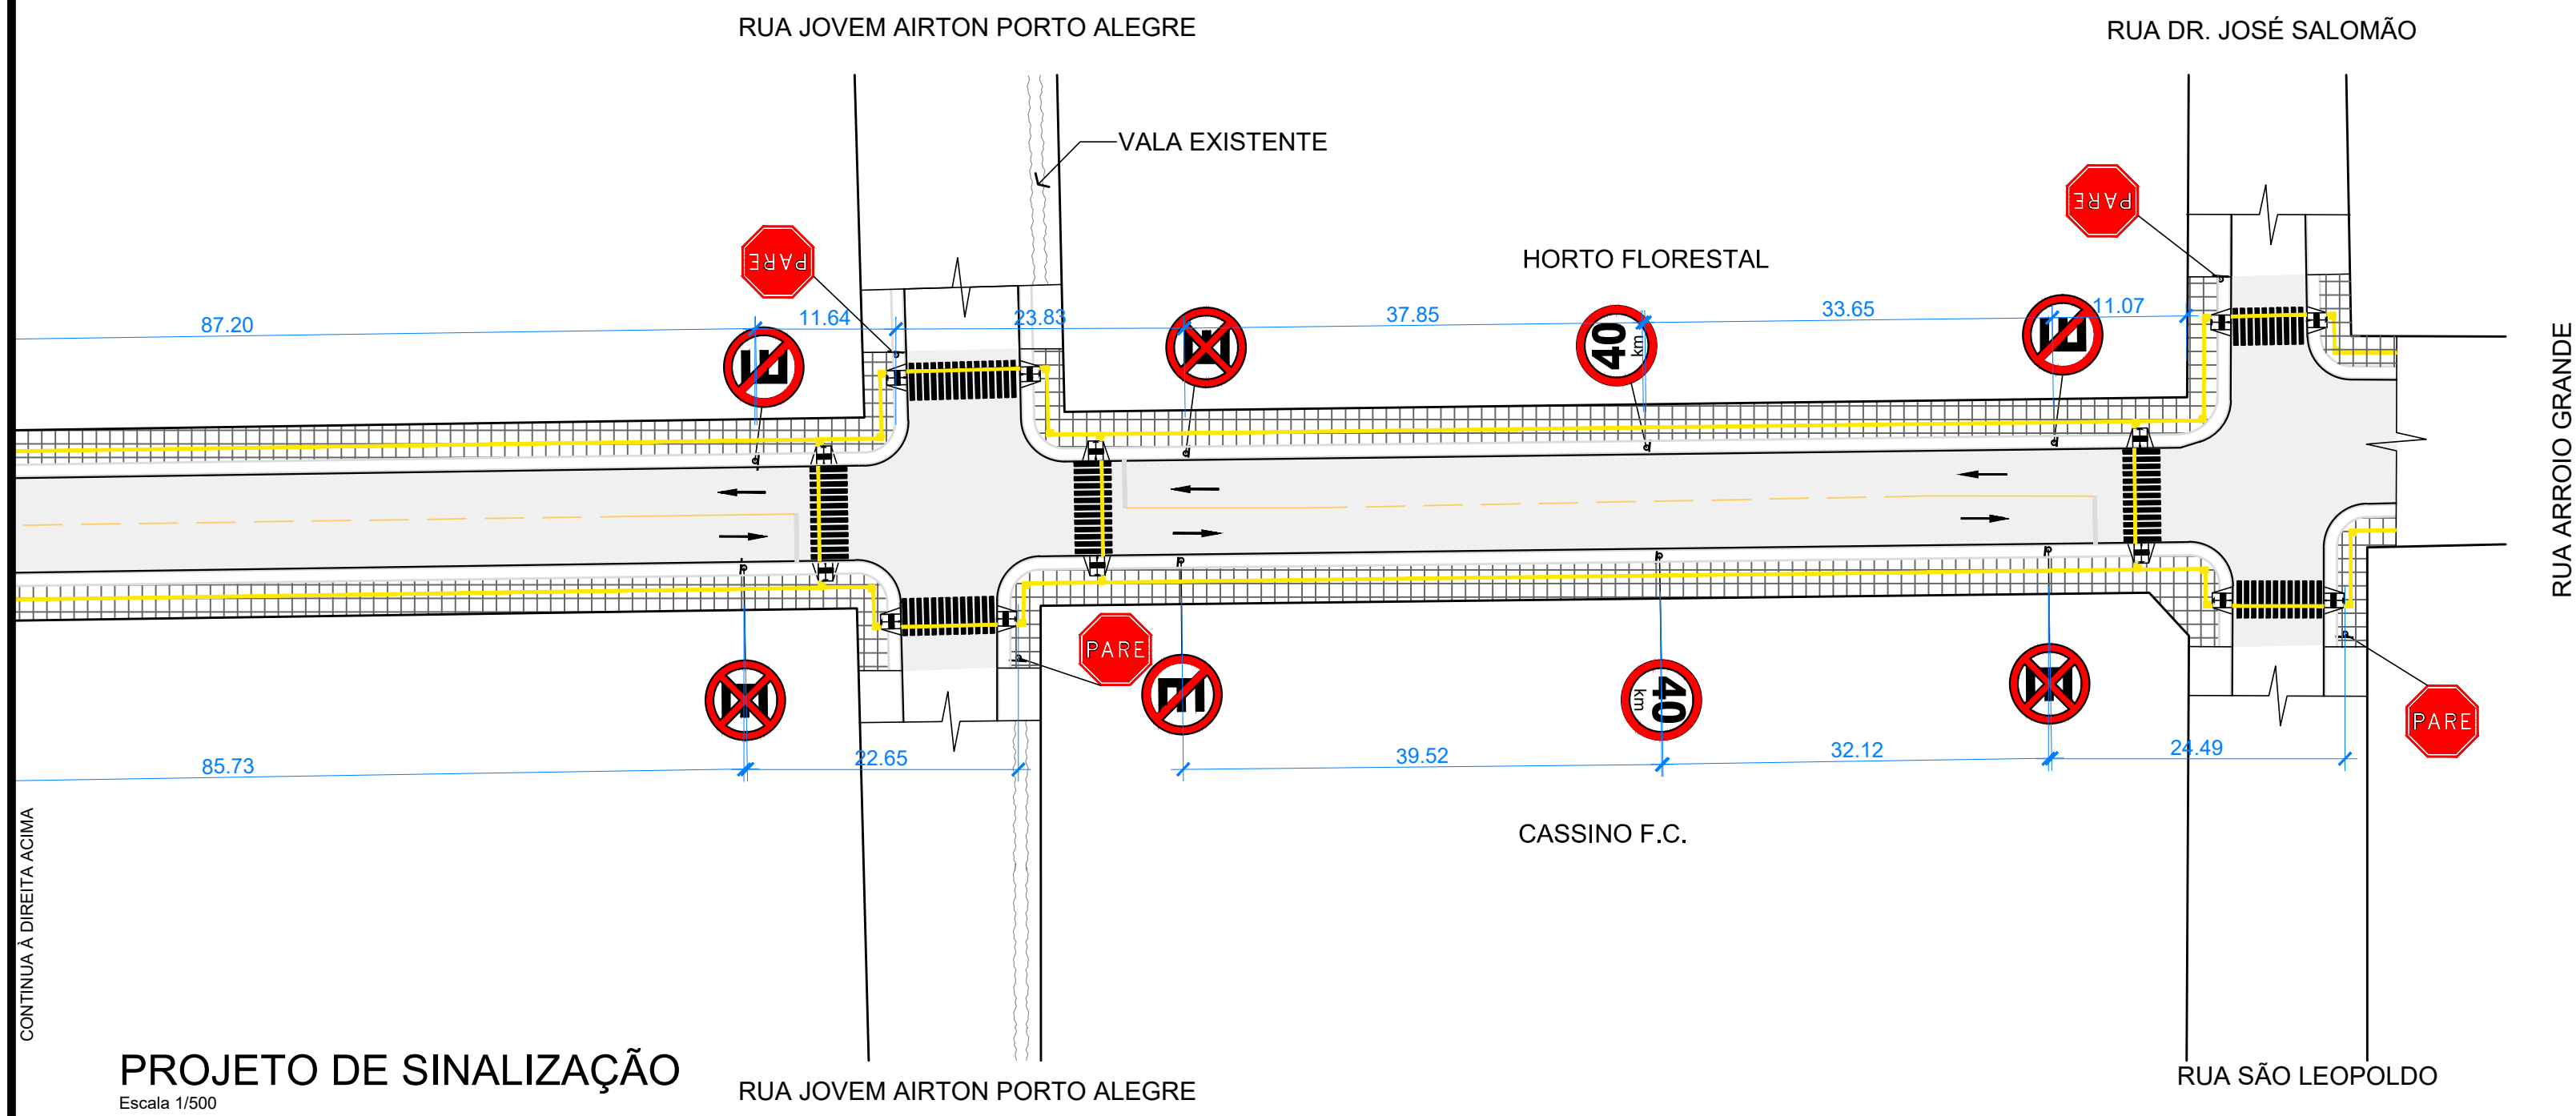 RUA JOVEM AIRTON PORTO ALEGRE
RUA DR. JOSÉ SALOMÃO
VALA EXISTENTE
PARE
PARE
HORTO FLORESTAL
87.20
11.64
23.83
37.85
33.65
11.07
E
E
40
km
E
RUA ARROIO GRANDE
PARE
E
E
40
km
E
PARE
85.73
22.65
39.52
32.12
24.49
CASSINO F.C.
CONTINUA À DIREITA ACIMA
PROJETO DE SINALIZAÇÃO
Escala 1/500
RUA JOVEM AIRTON PORTO ALEGRE
RUA SÃO LEOPOLDO